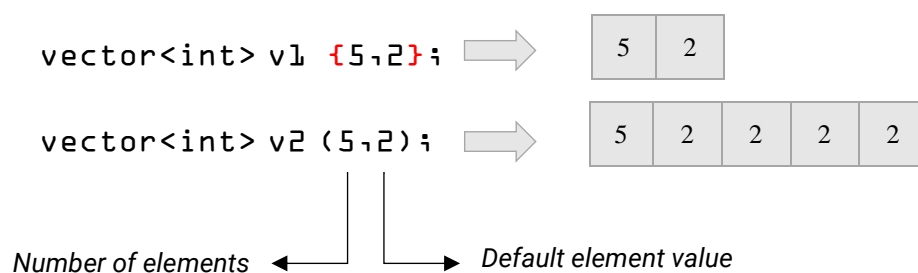 vector<int> v1 {5,2};
5 2
vector<int> v2 (5,2);
5 2 2 2 2
Number of elements
Default element value